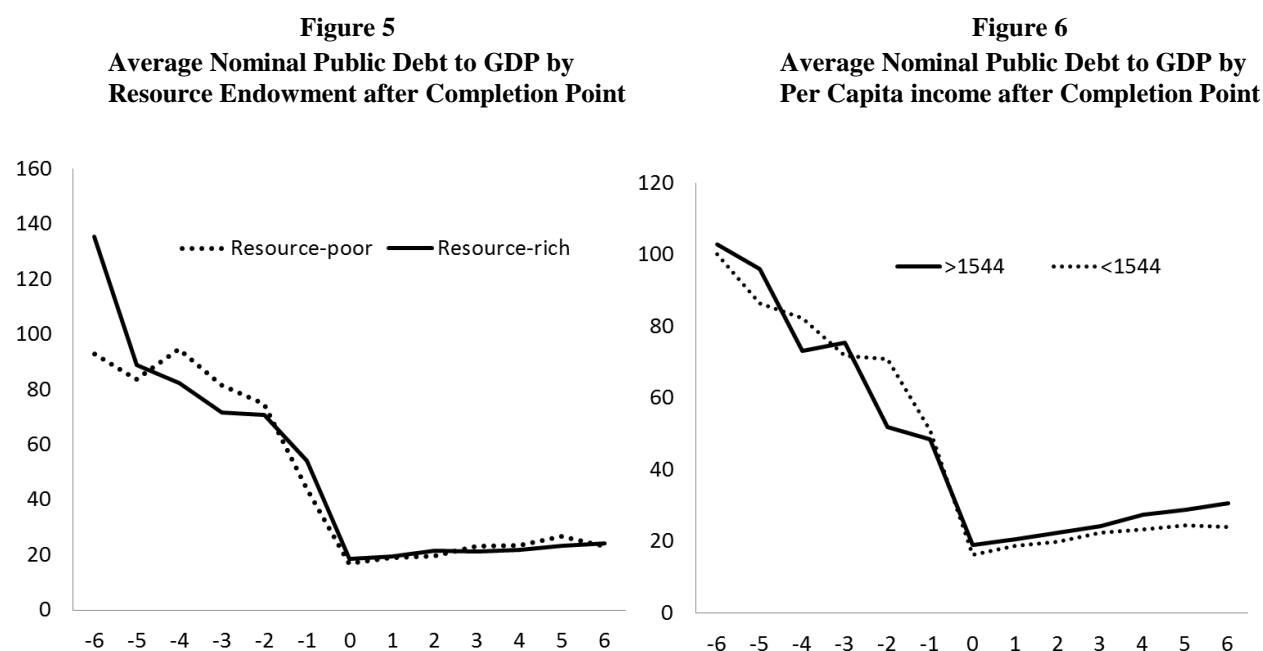 Figure 5
Average Nominal Public Debt to GDP by
Resource Endowment after Completion Point
160
140
120
100
80
60
40
20
0
Resource-poor Resource-rich
-6 -5 -4 -3 -2 -1 0 1 2 3 4 5 6
Figure 6
Average Nominal Public Debt to GDP by
Per Capita income after Completion Point
120
100
80
60
40
20
0
>1544 <1544
-6 -5 -4 -3 -2 -1 0 1 2 3 4 5 6